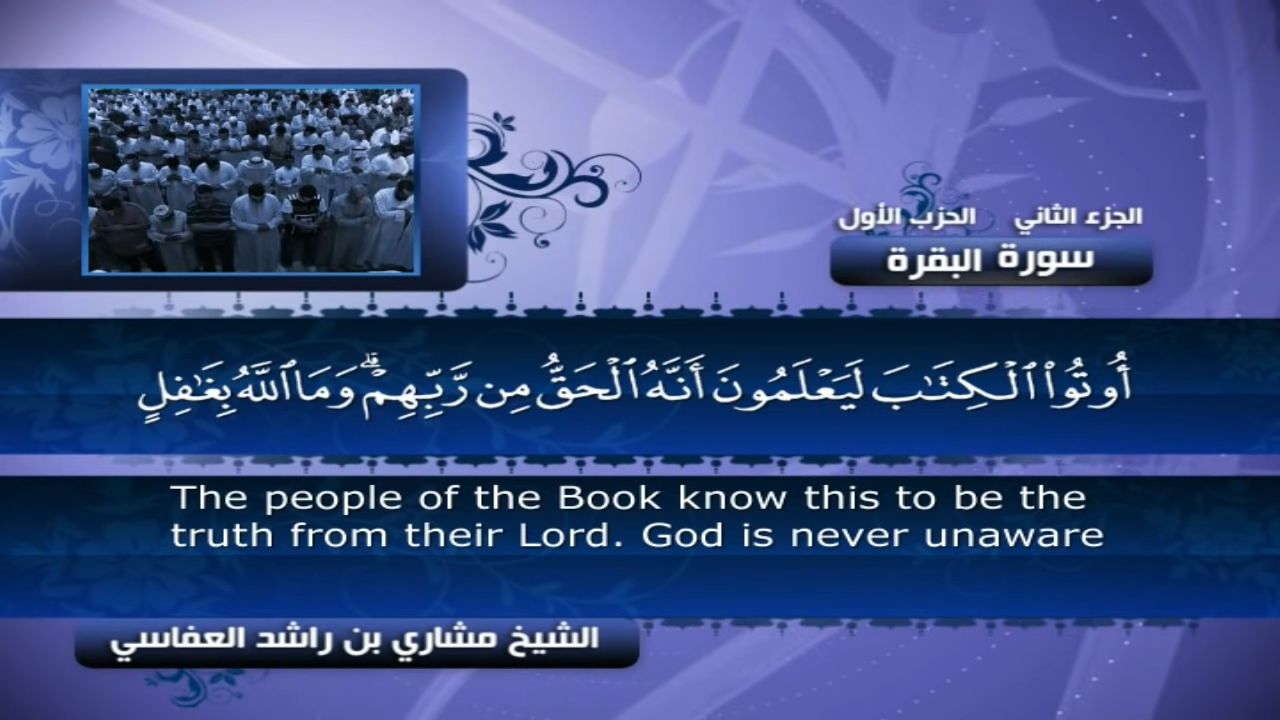 الجزء الثاني الحزب الأول
سورة البقرة
أُوتُوا۟ ٱلْكِتَـٰبَ لَيَعْلَمُونَ أَنَّهُ ٱلْحَقُّ مِن رَّبِّهِمْ ۗ وَمَا ٱللَّهُ بِغَـٰفِلٍ
The people of the Book know this to be the
truth from their Lord. God is never unaware
الشيخ مشاري بن راشد العفاسي